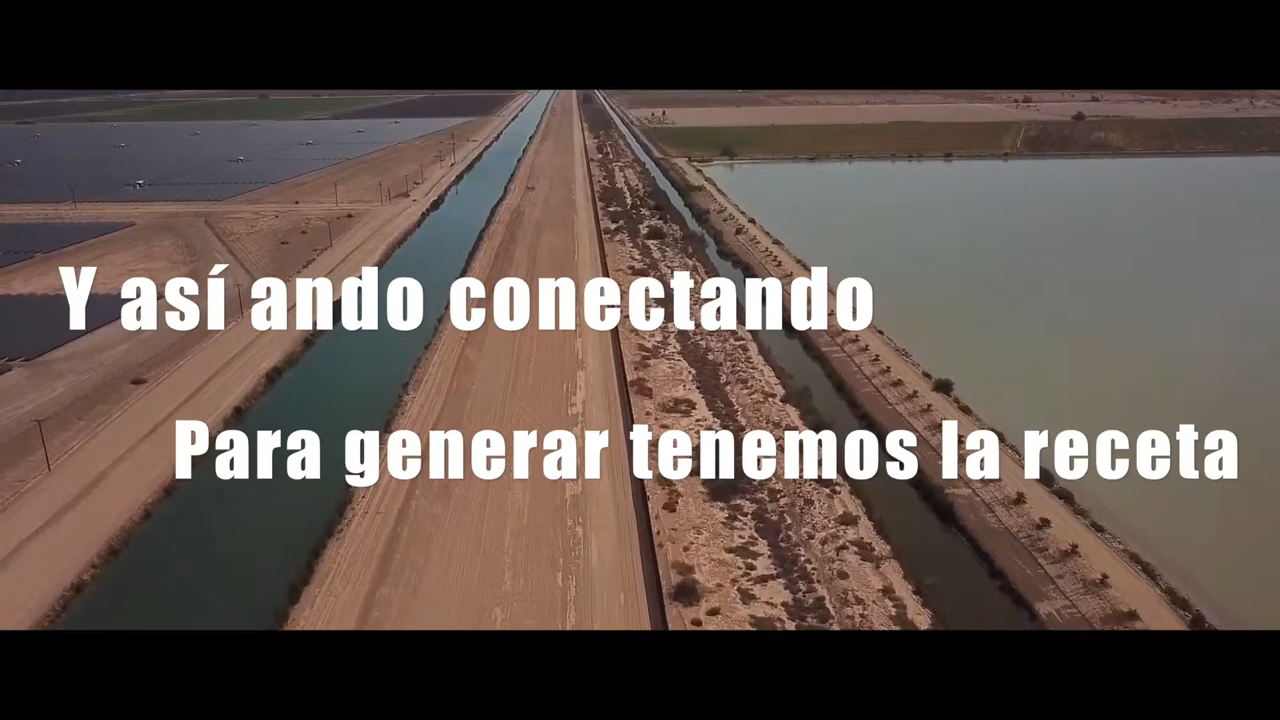 Y así ando conectando
Para generar tenemos la receta